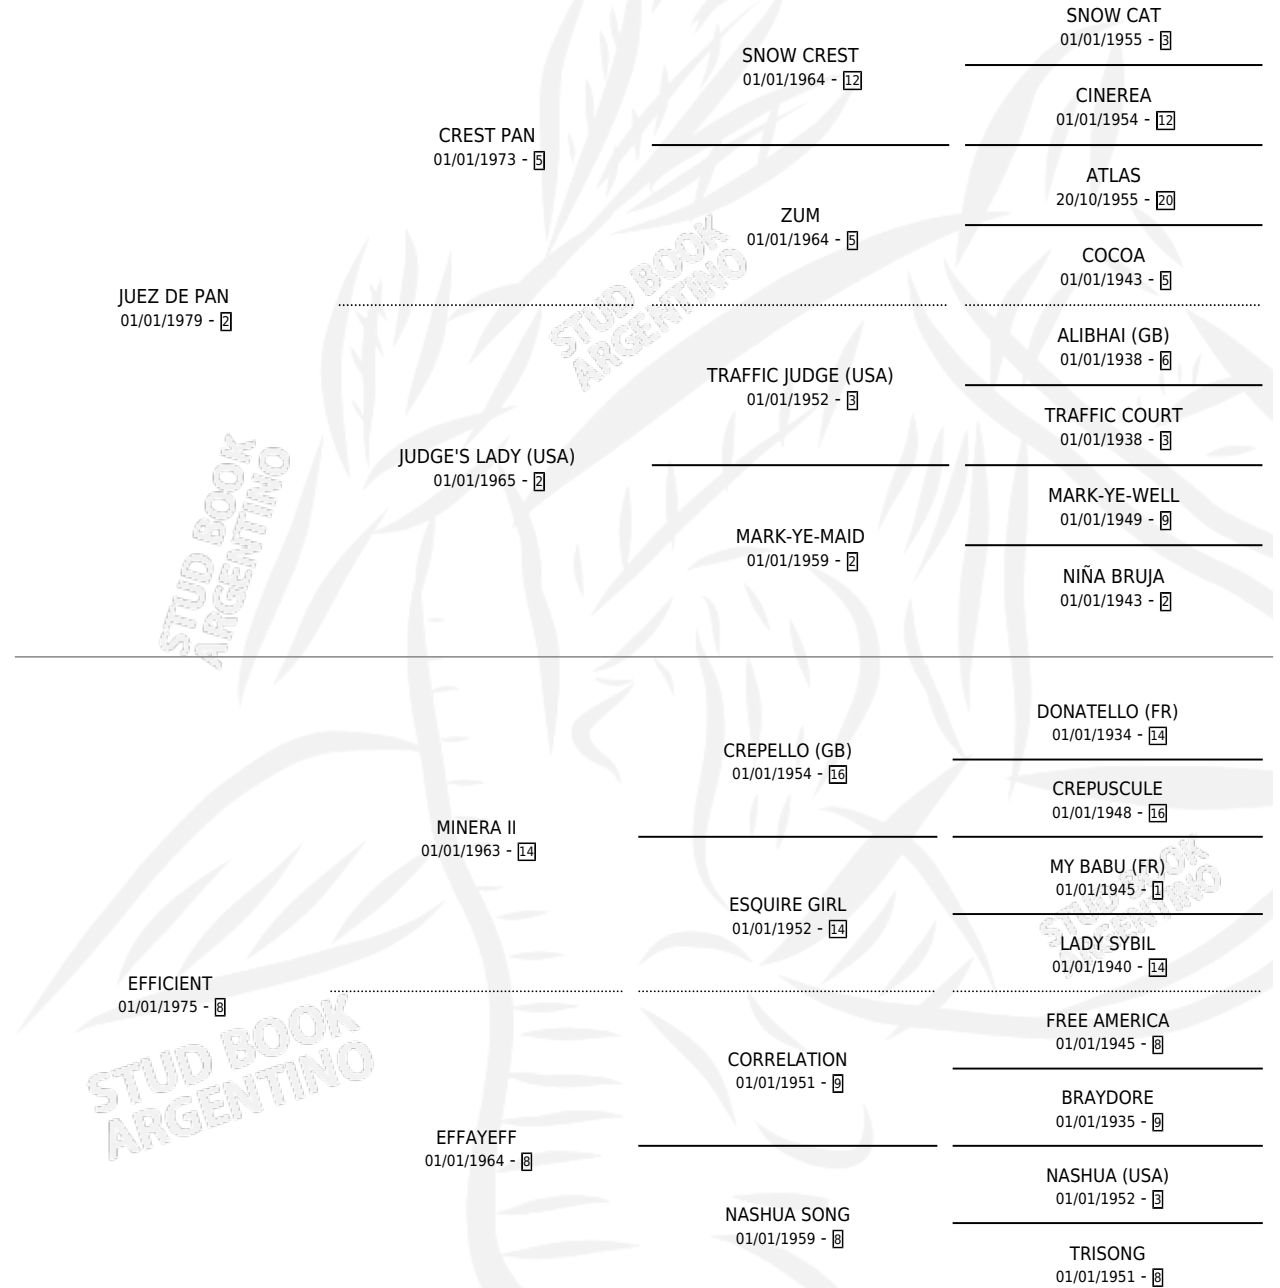 SNOW CAT
01/01/1955 - 3
SNOW CREST
01/01/1964 - 12
CINEREA
01/01/1954 - 12
CREST PAN
01/01/1973 - 5
ATLAS
20/10/1955 - 20
ZUM
01/01/1964 - 5
COCOA
01/01/1943 - 5
JUEZ DE PAN
01/01/1979 - 2
ALIBHAI (GB)
01/01/1938 - 6
TRAFFIC JUDGE (USA)
01/01/1952 - 3
TRAFFIC COURT
01/01/1938 - 3
JUDGE'S LADY (USA)
01/01/1965 - 2
MARK-YE-WELL
01/01/1949 - 9
MARK-YE-MAID
01/01/1959 - 2
NIÑA BRUJA
01/01/1943 - 2
DONATELLO (FR)
01/01/1934 - 14
CREPELLO (GB)
01/01/1954 - 16
CREPUSCULE
01/01/1948 - 16
MINERA II
01/01/1963 - 14
MY BABU (FR)
01/01/1945 - 1
ESQUIRE GIRL
01/01/1952 - 14
LADY SYBIL
01/01/1940 - 14
EFFICIENT
01/01/1975 - 8
FREE AMERICA
01/01/1945 - 8
CORRELATION
01/01/1951 - 9
BRAYDORE
01/01/1935 - 9
EFFAYEFF
01/01/1964 - 8
NASHUA (USA)
01/01/1952 - 3
NASHUA SONG
01/01/1959 - 8
TRISONG
01/01/1951 - 8
STUD BOOK
ARGENTINO
STUD BOOK
ARGENTINO
STUD BOOK
ARGENTINO
STUD BOOK
ARGENTINO